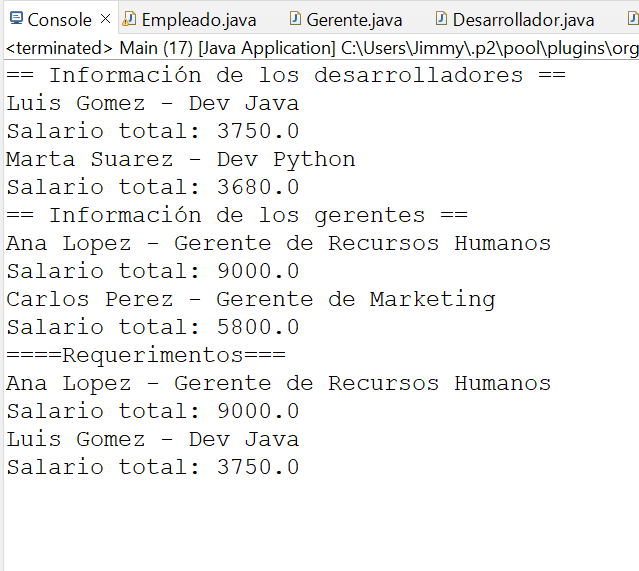 Console Empleado.java Gerente.java Desarrollador.java
<terminated> Main (17) [Java Application] C:\Users\Jimmy\.p2\pool\plugins\org
== Información de los desarrolladores ==
Luis Gomez - Dev Java
Salario total: 3750.0
Marta Suarez - Dev Python
Salario total: 3680.0
== Información de los gerentes ==
Ana Lopez - Gerente de Recursos Humanos
Salario total: 9000.0
Carlos Perez - Gerente de Marketing
Salario total: 5800.0
====Requerimentos===
Ana Lopez - Gerente de Recursos Humanos
Salario total: 9000.0
Luis Gomez - Dev Java
Salario total: 3750.0